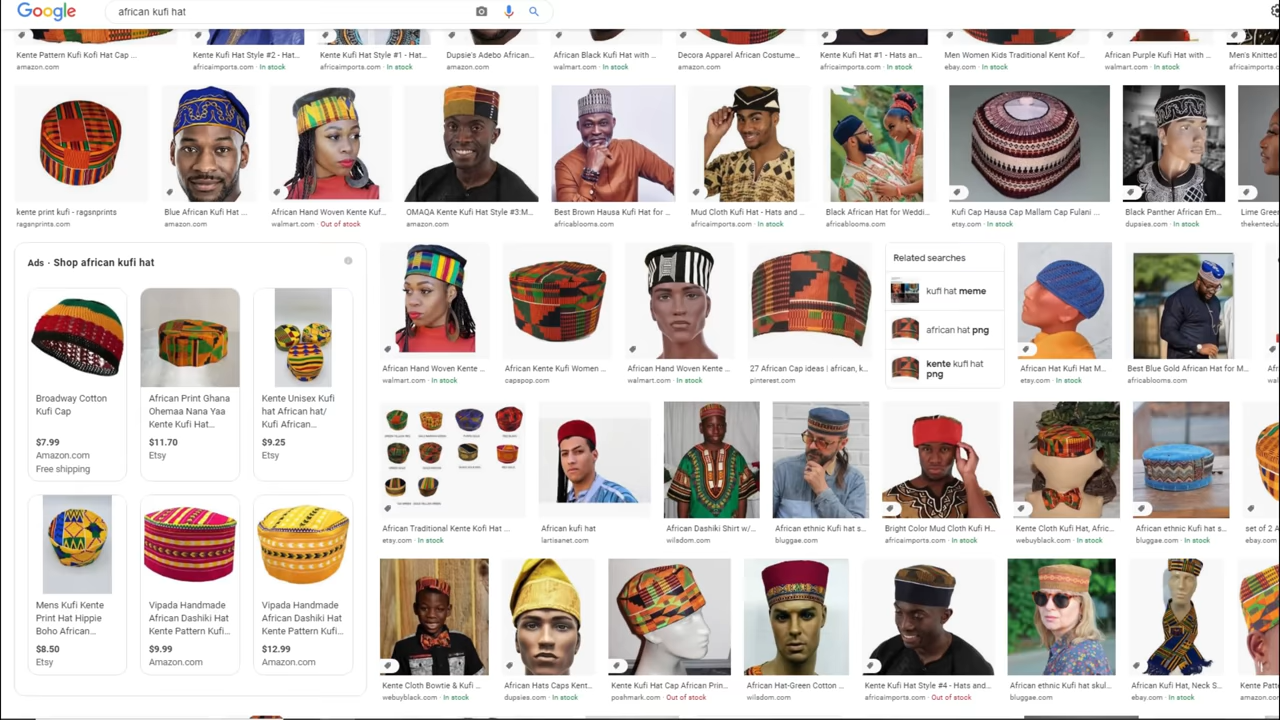 Google
african kufi hat
Kente Pattern Kufi Kofi Hat Cap ...
amazon.com
Kente Kufi Hat Style #2 - Hat...
africaimports.com · In stock
Kente Kufi Hat Style #1 - Hat...
africaimports.com · In stock
Dupsie's Adebo African...
amazon.com
African Black Kufi Hat with ...
walmart.com · In stock
Decora Apparel African Costume...
amazon.com
Kente Kufi Hat #1 - Hats an...
africaimports.com · In stock
Men Women Kids Traditional Kent Kof...
ebay.com · In stock
African Purple Kufi Hat with ...
walmart.com · In stock
Men's Knitted
africaimports
kente print kufi - ragsnprints
ragsnprints.com
Blue African Kufi Hat ...
amazon.com
African Hand Woven Kente Kuf...
walmart.com · Out of stock
OMAQA Kente Kufi Hat Style #3:M...
amazon.com
Best Brown Hausa Kufi Hat for ...
africablooms.com
Mud Cloth Kufi Hat - Hats and ...
africaimports.com · In stock
Black African Hat for Weddi...
africablooms.com
Kufi Cap Hausa Cap Mallam Cap Fulani ...
etsy.com · In stock
Black Panther African Em...
dupsies.com · In stock
Lime Green
thekenteclo
Ads · Shop african kufi hat
Broadway Cotton
Kufi Cap
$7.99
Amazon.com
Free shipping
African Print Ghana
Ohemaa Nana Yaa
Kente Kufi Hat...
$11.70
Etsy
Kente Unisex Kufi
hat African hat/
Kufi African...
$9.25
Etsy
Mens Kufi Kente
Print Hat Hippie
Boho African...
$8.50
Etsy
Vipada Handmade
African Dashiki Hat
Kente Pattern Kufi...
$9.99
Amazon.com
Vipada Handmade
African Dashiki Hat
Kente Pattern Kufi...
$12.99
Amazon.com
African Hand Woven Kente ...
walmart.com · In stock
African Kente Kufi Women ...
cappepop.com
African Hand Woven Kente ...
walmart.com · In stock
27 African Cap ideas | african, k...
pinterest.com
Related searches
kufi hat meme
african hat png
kente kufi hat
png
African Hat Kufi Hat M...
etsy.com · In stock
Best Blue Gold African Hat for M...
africablooms.com
African Traditional Kente Kofi Hat ...
etsy.com · In stock
African kufi hat
lartisanet.com
African Dashiki Shirt w/...
wilsdom.com
African ethnic Kufi hat s...
bluggae.com
Bright Color Mud Cloth Kufi H...
africaimports.com · In stock
Kente Cloth Kufi Hat, Afric...
webuyblack.com · In stock
African ethnic Kufi hat s...
bluggae.com · In stock
set of 2 A
ebay.com
Kente Cloth Bowtie & Kufi ...
webuyblack.com · In stock
African Hats Caps Kent...
dupsies.com · In stock
Kente Kufi Hat Cap African Prin...
poshmark.com · Out of stock
African Hat-Green Cotton ...
wilsdom.com
Kente Kufi Hat Style #4 - Hats and...
africaimports.com · Out of stock
African ethnic Kufi hat skul...
bluggae.com
African Kufi Hat, Neck S...
ebay.com · In stock
Kente Patt
amazon.co